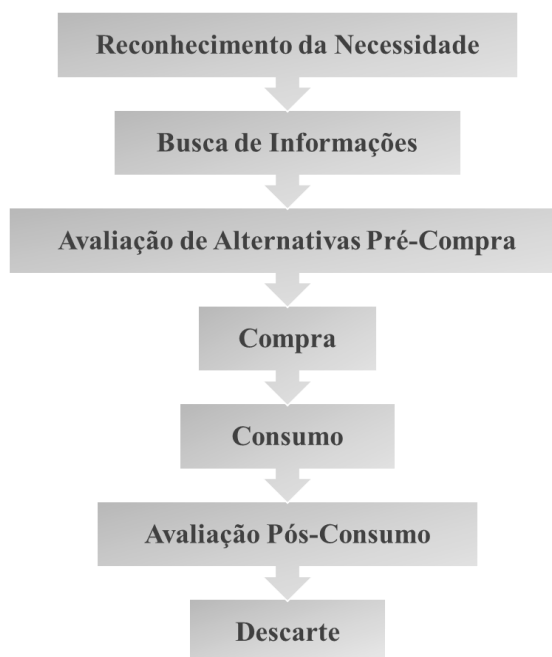 Reconhecimento da Necessidade
Busca de Informações
Avaliação de Alternativas Pré-Compra
Compra
Consumo
Avaliação Pós-Consumo
Descarte